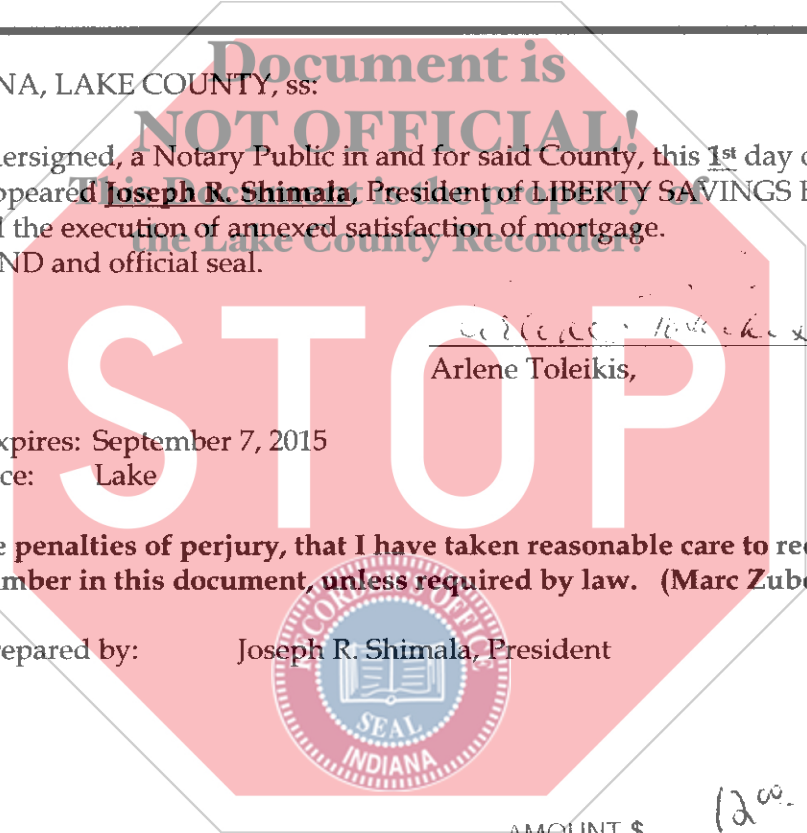 Document is
NA, LAKE COUNTY, ss:
NOT OFFICIAL!
ersigned, a Notary Public in and for said County, this 1st day
ppeared Joseph R. Shimala, President of LIBERTY SAVINGS
This Document is the property of
the execution of annexed satisfaction of mortgage.
the Lake County Recorder!
ND and official seal.
STOP
Arlene Toleikis,
xpires: September 7, 2015
ce: Lake
e penalties of perjury, that I have taken reasonable care to re
mber in this document, unless required by law. (Marc Zub
RECORDER'S OFFICE
repared by: Joseph R. Shimala, President
SEAL
INDIANA
AMOUNT $ 12 00.